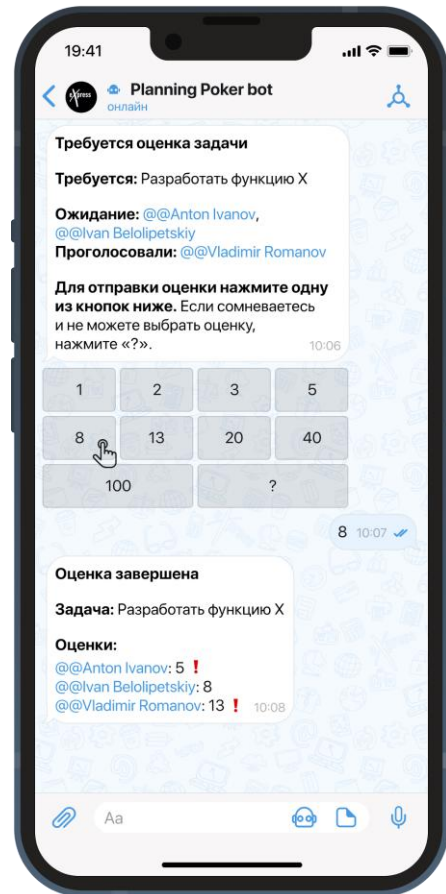 19:41
eXpress
Planning Poker bot
онлайн
Требуется оценка задачи
Требуется: Разработать функцию X
Ожидание: @@Anton Ivanov,
@@Ivan Belolipetskiy
Проголосовали: @@Vladimir Romanov
Для отправки оценки нажмите одну
из кнопок ниже. Если сомневаетесь
и не можете выбрать оценку,
нажмите «?».
10:06
1 2 3 5
8 13 20 40
100 ?
8 10:07
Оценка завершена
Задача: Разработать функцию X
Оценки:
@@Anton Ivanov: 5 ❗
@@Ivan Belolipetskiy: 8
@@Vladimir Romanov: 13 ❗ 10:08
Aa